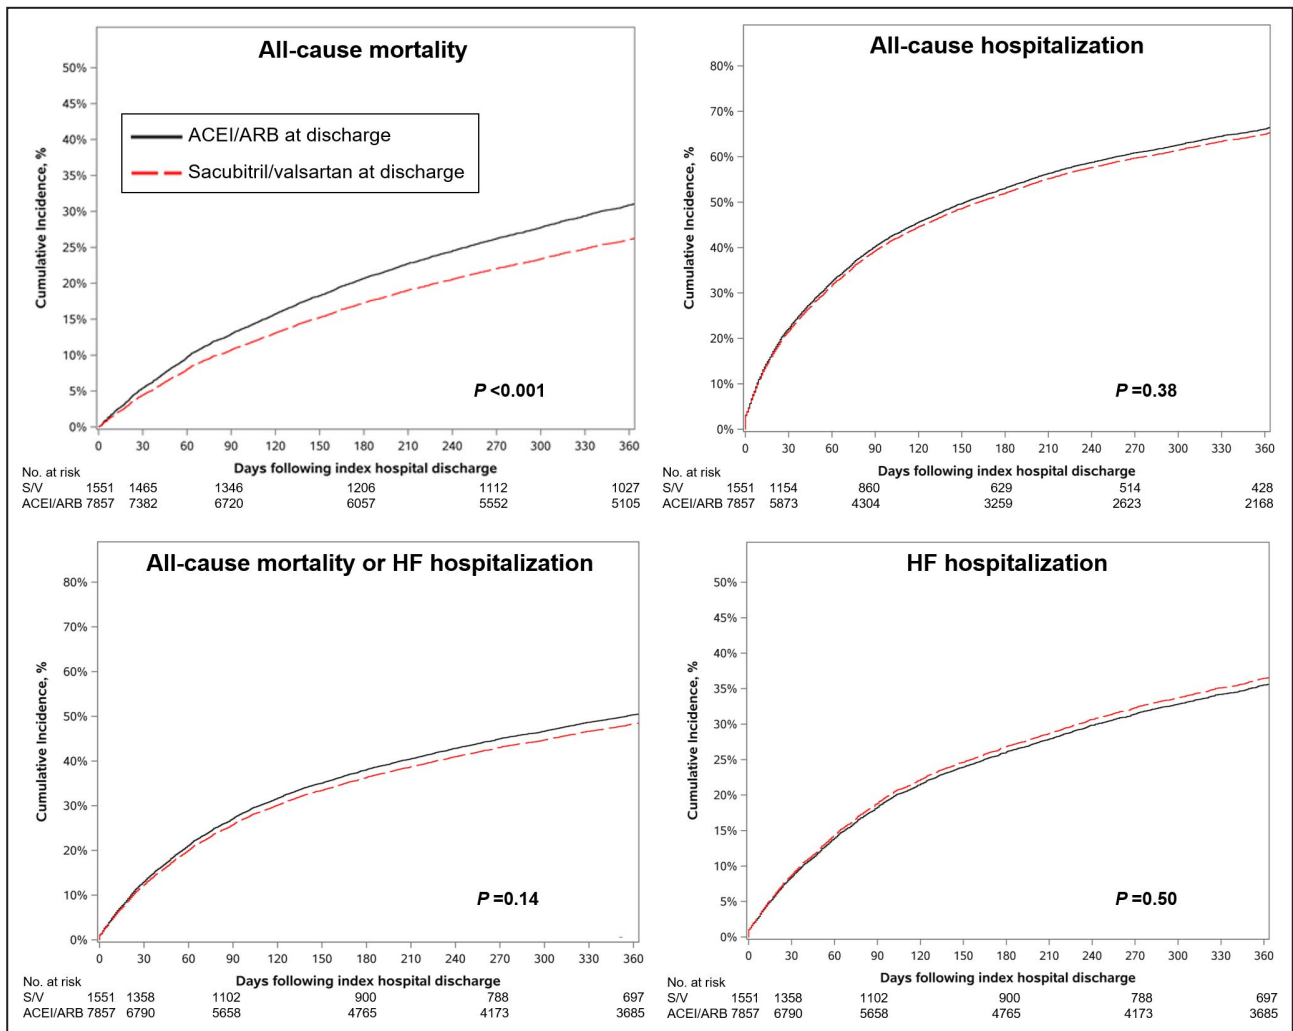 All-cause mortality
50%
45%
40%
35%
30%
25%
20%
15%
10%
5%
0%
Cumulative Incidence, %
ACEI/ARB at discharge
Sacubitril/valsartan at discharge
P <0.001
0 30 60 90 120 150 180 210 240 270 300 330 360
Days following index hospital discharge
No. at risk
S/V 1551 1465 1346 1206 1112 1027
ACEI/ARB 7857 7382 6720 6057 5552 5105
All-cause hospitalization
80%
70%
60%
50%
40%
30%
20%
10%
0%
Cumulative Incidence, %
P =0.38
0 30 60 90 120 150 180 210 240 270 300 330 360
Days following index hospital discharge
No. at risk
S/V 1551 1154 860 629 514 428
ACEI/ARB 7857 5873 4304 3259 2623 2168
All-cause mortality or HF hospitalization
80%
70%
60%
50%
40%
30%
20%
10%
0%
Cumulative Incidence, %
P =0.14
0 30 60 90 120 150 180 210 240 270 300 330 360
Days following index hospital discharge
No. at risk
S/V 1551 1358 1102 900 788 697
ACEI/ARB 7857 6790 5658 4765 4173 3685
HF hospitalization
50%
45%
40%
35%
30%
25%
20%
15%
10%
5%
0%
Cumulative Incidence, %
P =0.50
0 30 60 90 120 150 180 210 240 270 300 330 360
Days following index hospital discharge
No. at risk
S/V 1551 1358 1102 900 788 697
ACEI/ARB 7857 6790 5658 4765 4173 3685